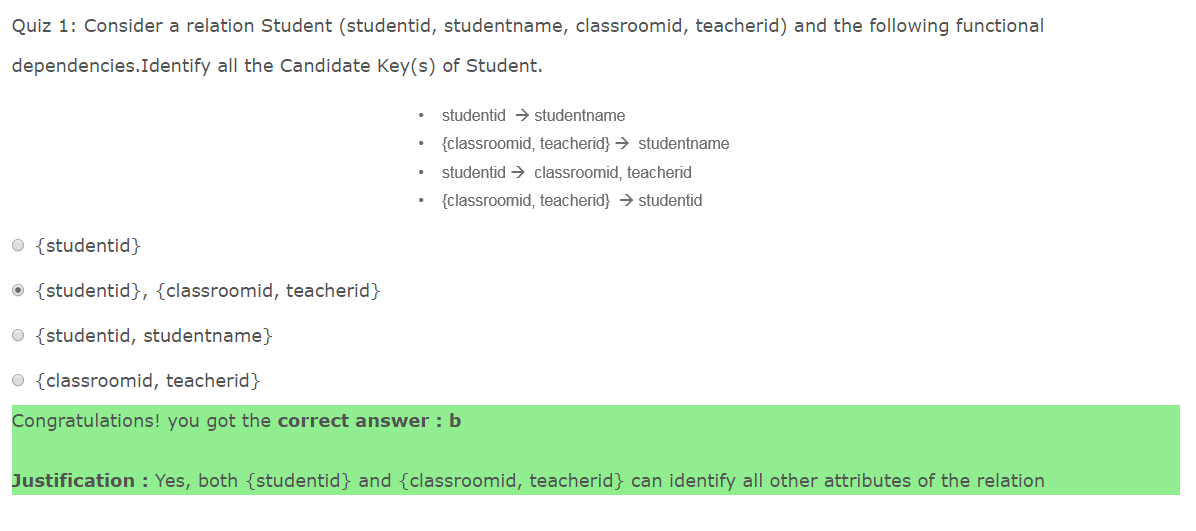 Quiz 1: Consider a relation Student (studentid, studentname, classroomid, teacherid) and the following functional
dependencies.Identify all the Candidate Key(s) of Student.
• studentid → studentname
• {classroomid, teacherid} → studentname
• studentid → classroomid, teacherid
• {classroomid, teacherid} → studentid
{studentid}
{studentid}, {classroomid, teacherid}
{studentid, studentname}
{classroomid, teacherid}
Congratulations! you got the correct answer : b
Justification : Yes, both {studentid} and {classroomid, teacherid} can identify all other attributes of the relation